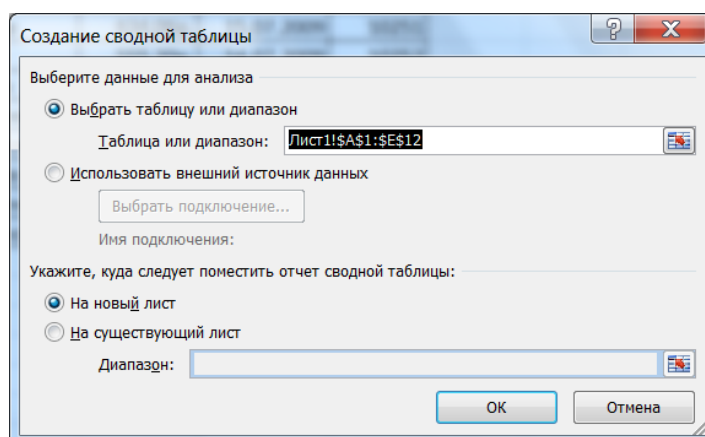 Создание сводной таблицы
Выберите данные для анализа
Выбрать таблицу или диапазон
Таблица или диапазон: Лист1!$A$1:$E$12
Использовать внешний источник данных
Выбрать подключение...
Имя подключения:
Укажите, куда следует поместить отчет сводной таблицы:
На новый лист
На существующий лист
Диапазон:
ОК Отмена